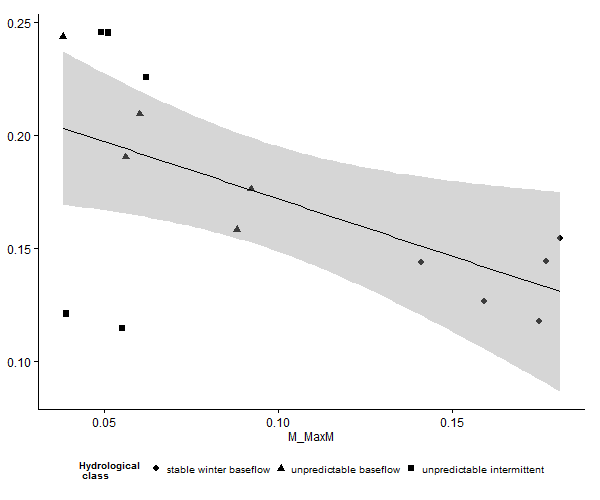 0.25
0.20
0.15
0.10
0.05 0.10 0.15
M_MaxM
Hydrological
class
stable winter baseflow unpredictable baseflow unpredictable intermittent